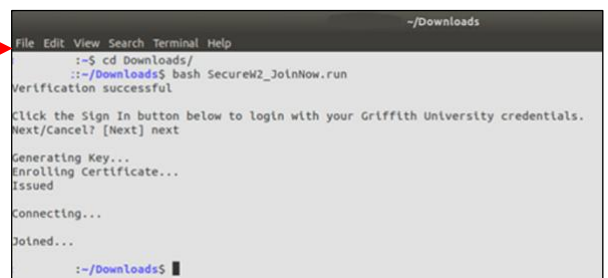 ~/Downloads
File Edit View Search Terminal Help
:~$ cd Downloads/
:~/Downloads$ bash SecureW2_JoinNow.run
Verification successful
Click the Sign In button below to login with your Griffith University credentials.
Next/Cancel? [Next] next
Generating Key...
Enrolling Certificate...
Issued
Connecting...
Joined...
:~/Downloads$